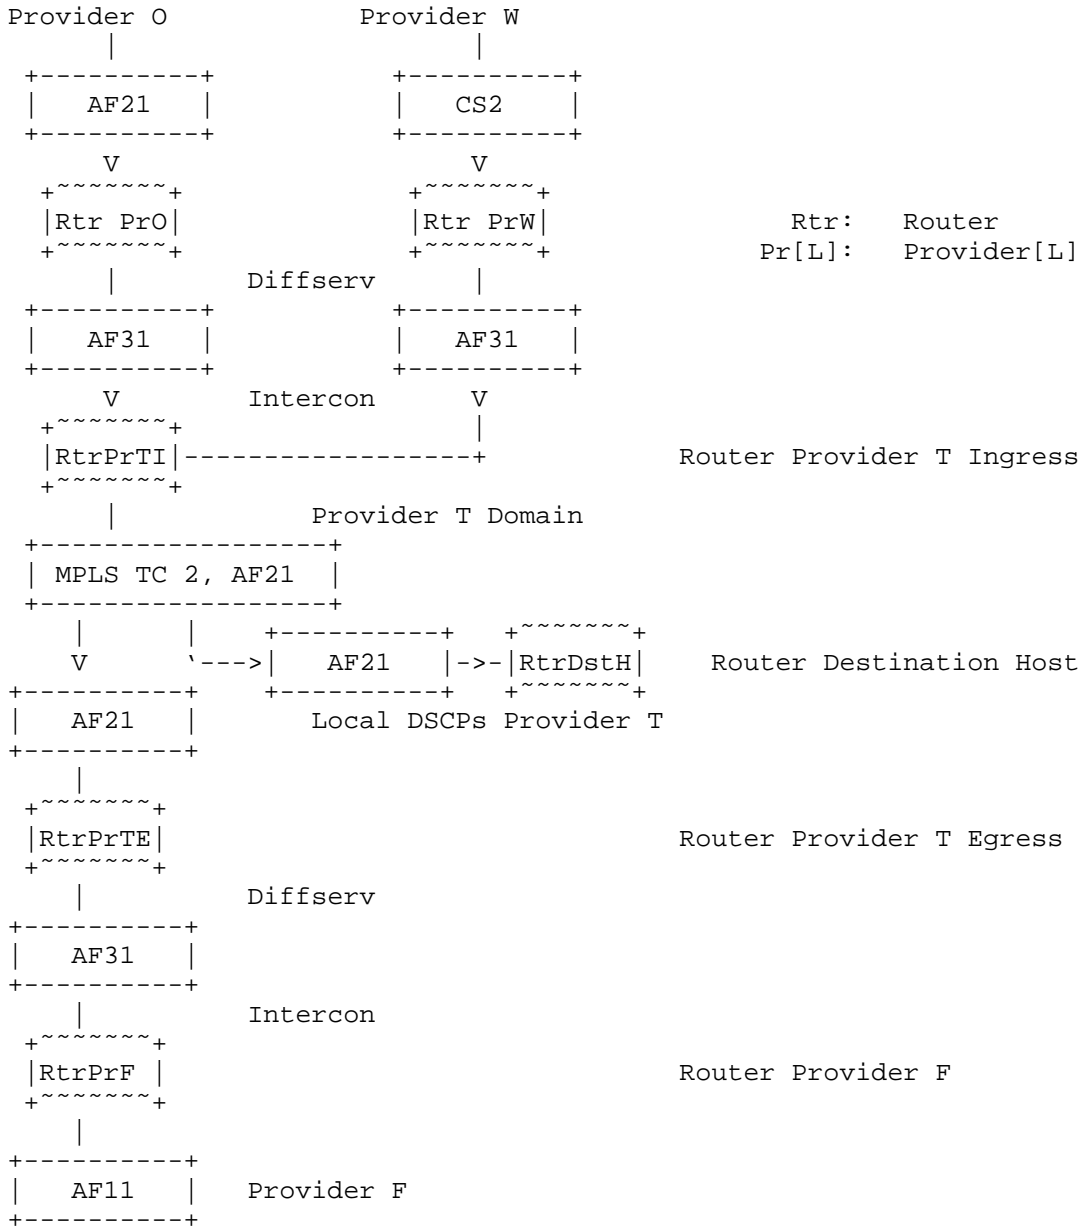 Provider O Provider W
AF21 CS2
V V
Rtr PrO Rtr PrW Rtr: Router
Pr[L]: Provider[L]
Diffserv
AF31 AF31
V Intercon V
RtrPrTI Router Provider T Ingress
Provider T Domain
MPLS TC 2, AF21
V `---> AF21 ->- RtrDstH Router Destination Host
AF21 Local DSCPs Provider T
RtrPrTE Router Provider T Egress
Diffserv
AF31
Intercon
RtrPrF Router Provider F
AF11 Provider F